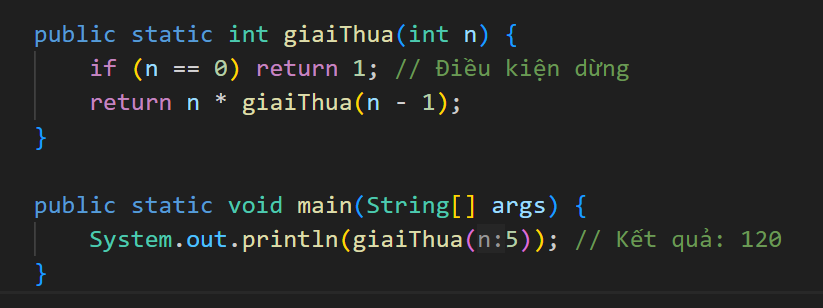 public static int giaiThua(int n) {
    if (n == 0) return 1; // Điều kiện dừng
    return n * giaiThua(n - 1);
}

public static void main(String[] args) {
    System.out.println(giaiThua(n:5)); // Kết quả: 120
}